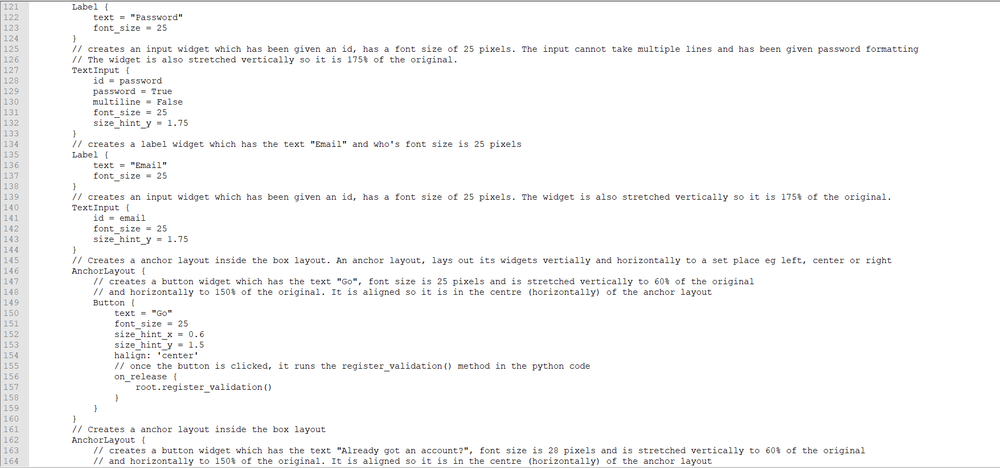 121 Label {
122 text = "Password"
123 font_size = 25
124 }
125 // creates an input widget which has been given an id, has a font size of 25 pixels. The input cannot take multiple lines and has been given password formatting
126 // The widget is also stretched vertically so it is 175% of the original.
127 TextInput {
128 id = password
129 password = True
130 multiline = False
131 font_size = 25
132 size_hint_y = 1.75
133 }
134 // creates a label widget which has the text "Email" and who's font size is 25 pixels
135 Label {
136 text = "Email"
137 font_size = 25
138 }
139 // creates an input widget which has been given an id, has a font size of 25 pixels. The widget is also stretched vertically so it is 175% of the original.
140 TextInput {
141 id = email
142 font_size = 25
143 size_hint_y = 1.75
144 }
145 // Creates a anchor layout inside the box layout. An anchor layout, lays out its widgets vertially and horizontally to a set place eg left, center or right
146 AnchorLayout {
147 // creates a button widget which has the text "Go", font size is 25 pixels and is stretched vertically to 60% of the original
148 // and horizontally to 150% of the original. It is aligned so it is in the centre (horizontally) of the anchor layout
149 Button {
150 text = "Go"
151 font_size = 25
152 size_hint_x = 0.6
153 size_hint_y = 1.5
154 halign: 'center'
155 // once the button is clicked, it runs the register_validation() method in the python code
156 on_release {
157 root.register_validation()
158 }
159 }
160 }
161 // Creates a anchor layout inside the box layout
162 AnchorLayout {
163 // creates a button widget which has the text "Already got an account?", font size is 28 pixels and is stretched vertically to 60% of the original
164 // and horizontally to 150% of the original. It is aligned so it is in the centre (horizontally) of the anchor layout